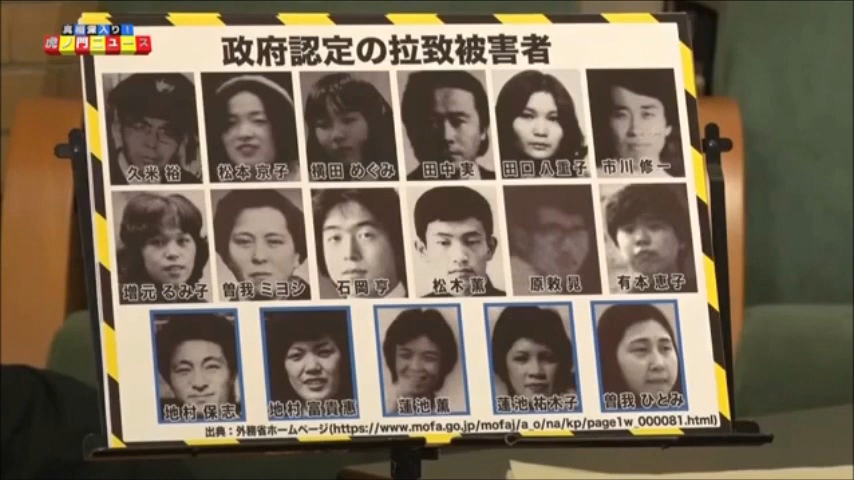 真相深入り！
虎ノ門ニュース
政府認定の拉致被害者
久米 裕 松本 京子 横田 めぐみ 田中 実 田口 八重子 市川 修一
増元 るみ子 曽我 ミヨシ 石岡 亨 松木 薫 原敕 晁 有本 恵子
地村 保志 地村 富貴惠 蓮池 薫 蓮池 祐木子 曽我 ひとみ
出典：外務省ホームページ(https://www.mofa.go.jp/mofaj/a_o/na/kp/page1w_000081.html)